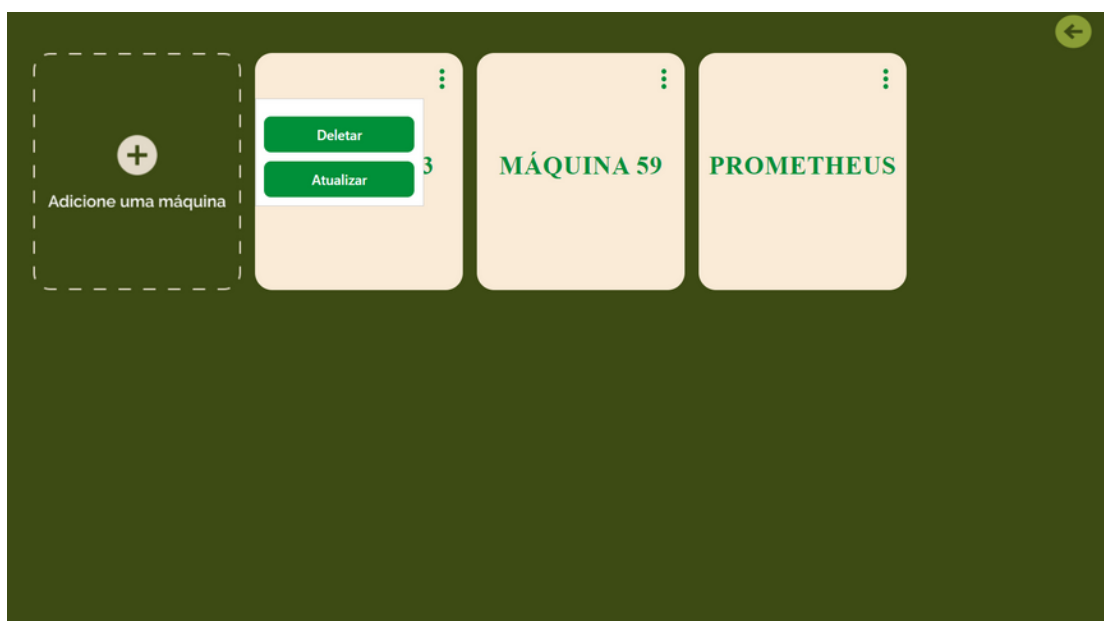 Adicione uma máquina
Deletar
Atualizar
3
MÁQUINA 59
PROMETHEUS